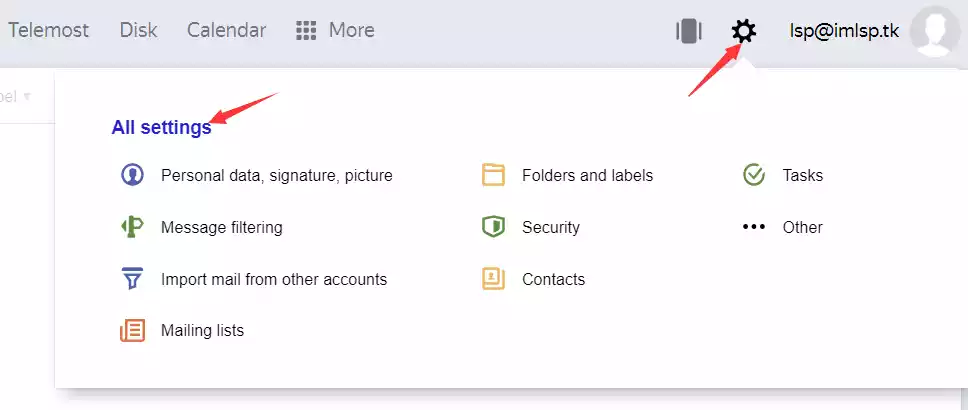 Telemost Disk Calendar More lsp@imlsp.tk
All settings
Personal data, signature, picture Folders and labels Tasks
Message filtering Security Other
Import mail from other accounts Contacts
Mailing lists